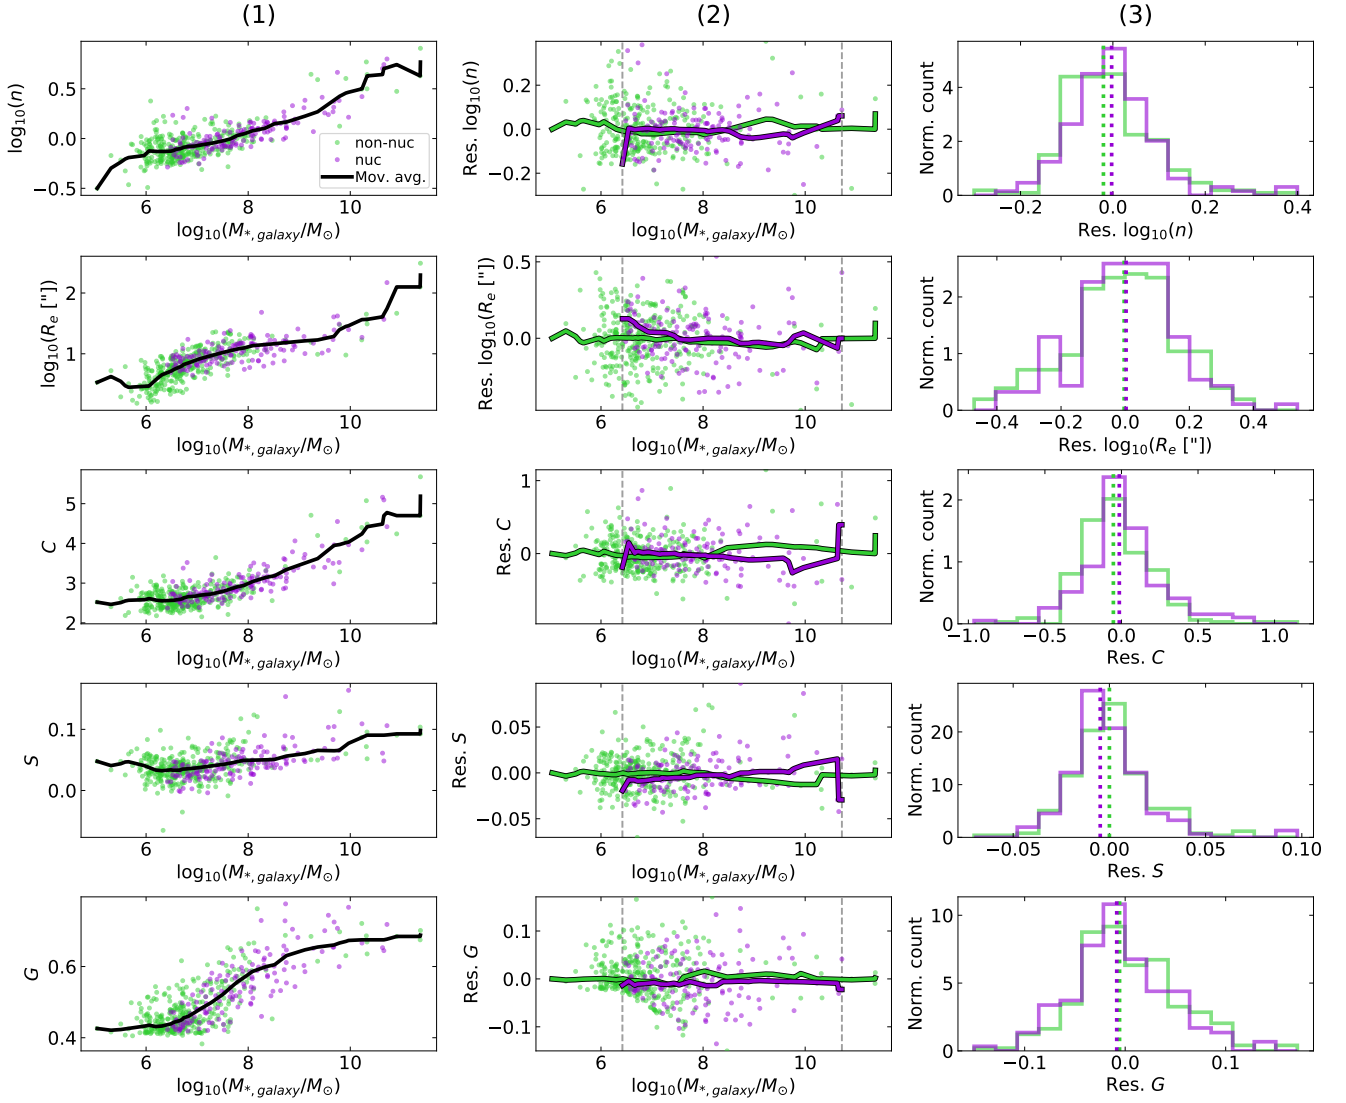 (1) (2) (3)
log10(n)
0.5
0.0
−0.5
6 8 10
log10(M*,galaxy/M⊙)
non-nuc
nuc
Mov. avg.
Res. log10(n)
0.2
0.0
−0.2
6 8 10
log10(M*,galaxy/M⊙)
Norm. count
4
2
0
−0.2 0.0 0.2 0.4
Res. log10(n)
log10(Re ["])
2
1
6 8 10
log10(M*,galaxy/M⊙)
Res. log10(Re ["])
0.5
0.0
6 8 10
log10(M*,galaxy/M⊙)
Norm. count
2
1
0
−0.4 −0.2 0.0 0.2 0.4
Res. log10(Re ["])
C
5
4
3
2
6 8 10
log10(M*,galaxy/M⊙)
Res. C
1
0
6 8 10
log10(M*,galaxy/M⊙)
Norm. count
2
1
0
−1.0 −0.5 0.0 0.5 1.0
Res. C
S
0.1
0.0
6 8 10
log10(M*,galaxy/M⊙)
Res. S
0.05
0.00
−0.05
6 8 10
log10(M*,galaxy/M⊙)
Norm. count
20
10
0
−0.05 0.00 0.05 0.10
Res. S
G
0.6
0.4
6 8 10
log10(M*,galaxy/M⊙)
Res. G
0.1
0.0
−0.1
6 8 10
log10(M*,galaxy/M⊙)
Norm. count
10
5
0
−0.1 0.0 0.1
Res. G